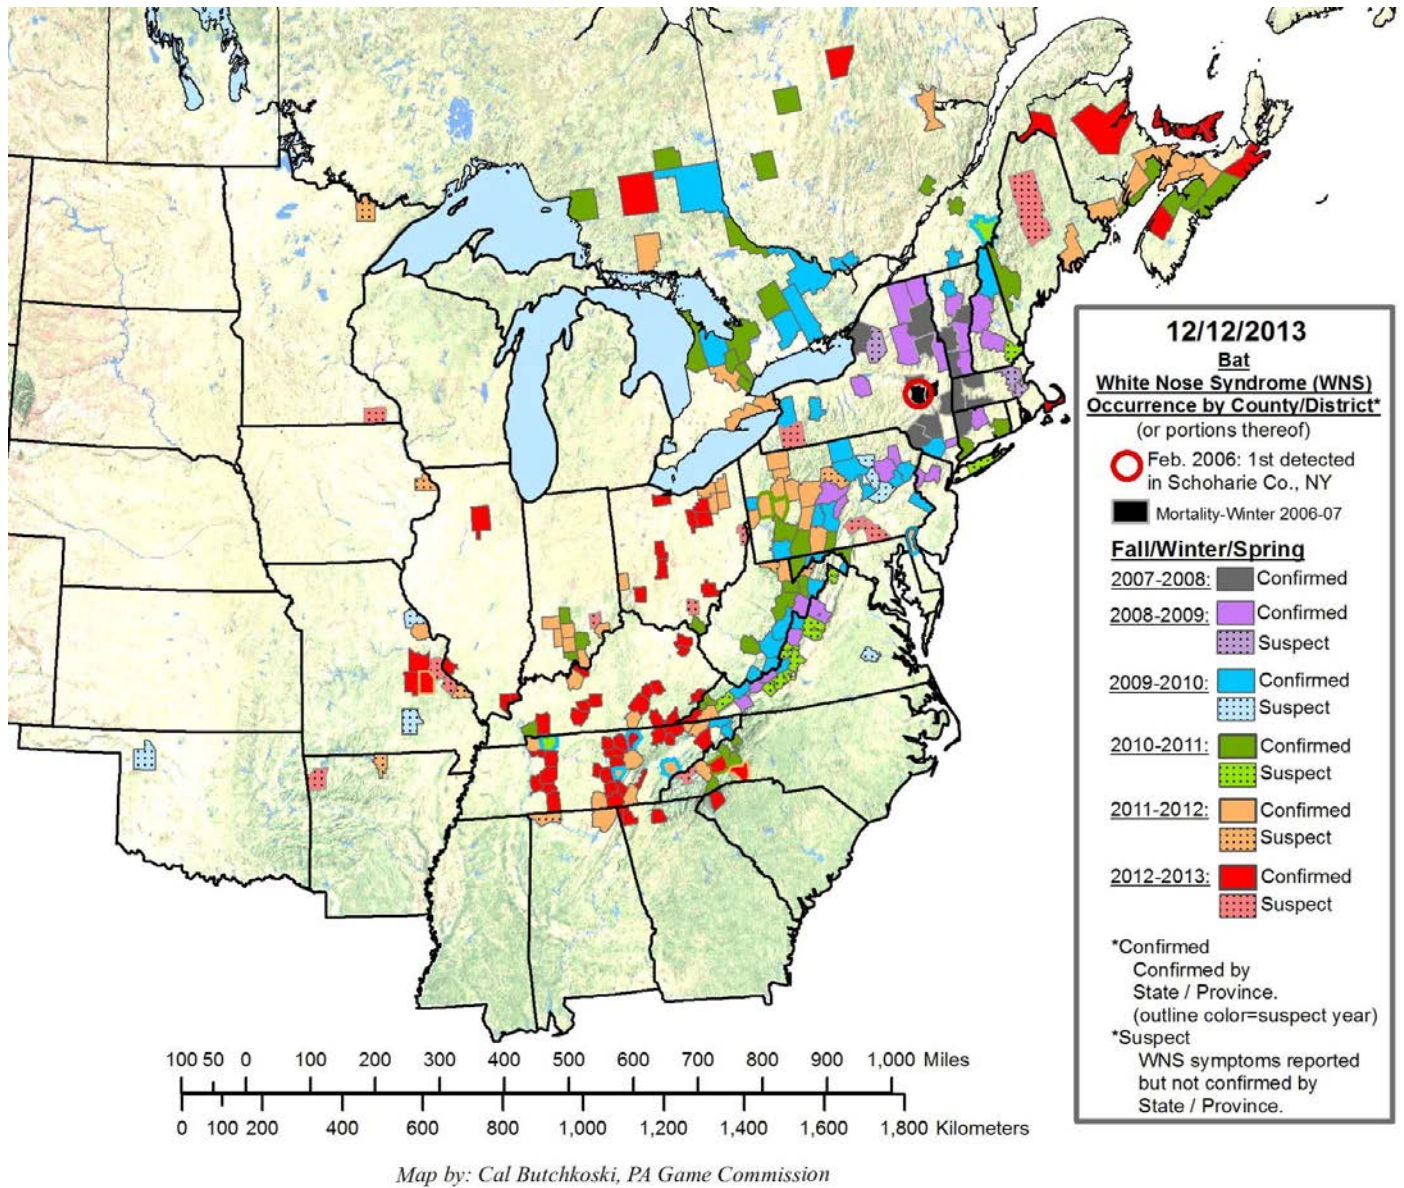 12/12/2013
Bat
White Nose Syndrome (WNS)
Occurrence by County/District*
(or portions thereof)
Feb. 2006: 1st detected
in Schoharie Co., NY
Mortality-Winter 2006-07
Fall/Winter/Spring
2007-2008: Confirmed
2008-2009: Confirmed
Suspect
2009-2010: Confirmed
Suspect
2010-2011: Confirmed
Suspect
2011-2012: Confirmed
Suspect
2012-2013: Confirmed
Suspect
*Confirmed
Confirmed by
State / Province.
(outline color=suspect year)
*Suspect
WNS symptoms reported
but not confirmed by
State / Province.
100 50 0 100 200 300 400 500 600 700 800 900 1,000 Miles
0 100 200 400 600 800 1,000 1,200 1,400 1,600 1,800 Kilometers
Map by: Cal Butchkoski, PA Game Commission